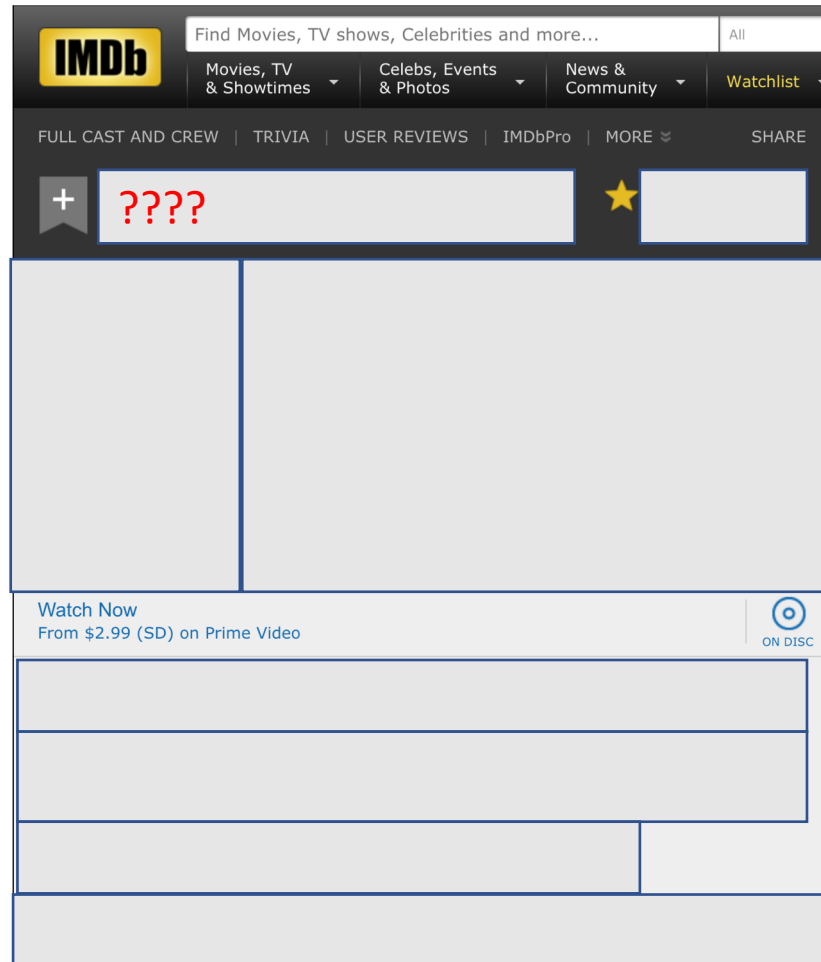 IMDb
Find Movies, TV shows, Celebrities and more...
All
Movies, TV
& Showtimes
Celebs, Events
& Photos
News &
Community
Watchlist
FULL CAST AND CREW | TRIVIA | USER REVIEWS | IMDbPro | MORE
SHARE
+
????
Watch Now
From $2.99 (SD) on Prime Video
ON DISC